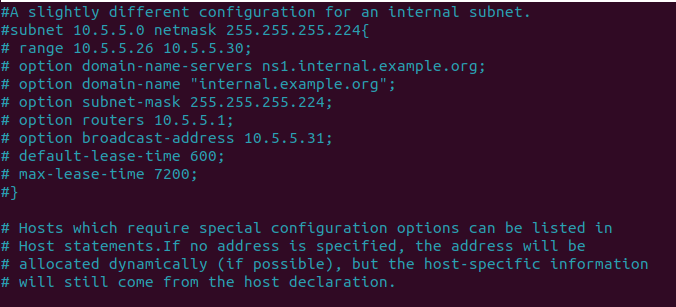 #A slightly different configuration for an internal subnet.
#subnet 10.5.5.0 netmask 255.255.255.224{
# range 10.5.5.26 10.5.5.30;
# option domain-name-servers ns1.internal.example.org;
# option domain-name "internal.example.org";
# option subnet-mask 255.255.255.224;
# option routers 10.5.5.1;
# option broadcast-address 10.5.5.31;
# default-lease-time 600;
# max-lease-time 7200;
#}
# Hosts which require special configuration options can be listed in
# Host statements.If no address is specified, the address will be
# allocated dynamically (if possible), but the host-specific information
# will still come from the host declaration.